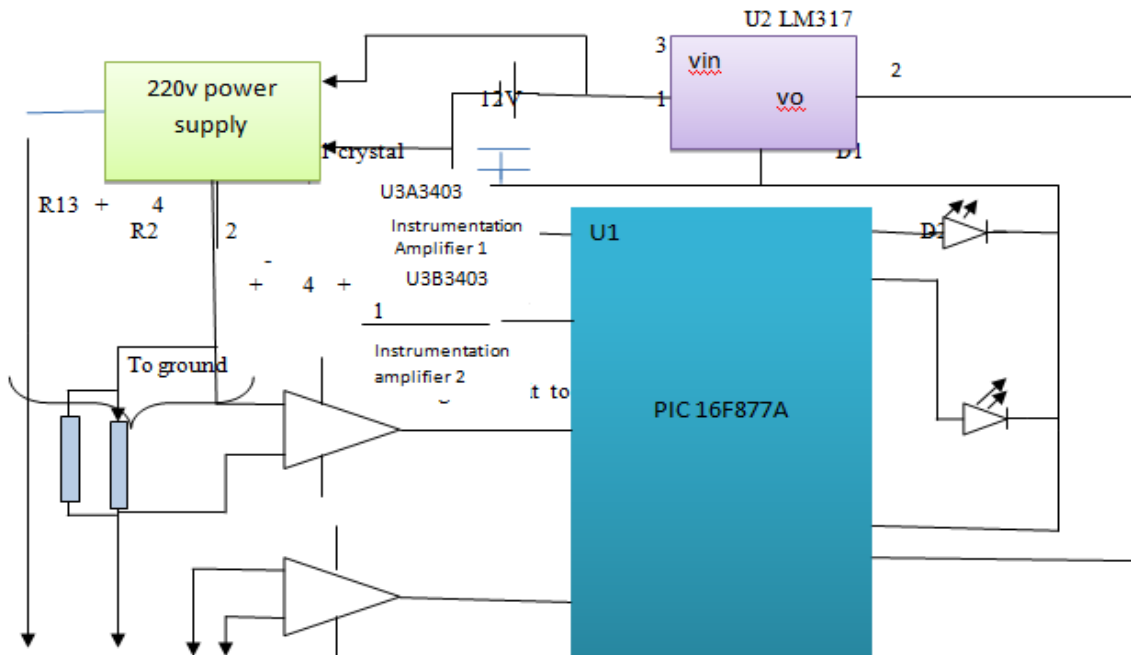 U2 LM317
3
vin
2
220v power
supply
12V
1
vo
crystal
D1
U3A3403
R13 + 4
R2 2
Instrumentation
Amplifier 1
U1
-
+ 4 +
U3B3403
1
Instrumentation
amplifier 2
To ground
to
PIC 16F877A